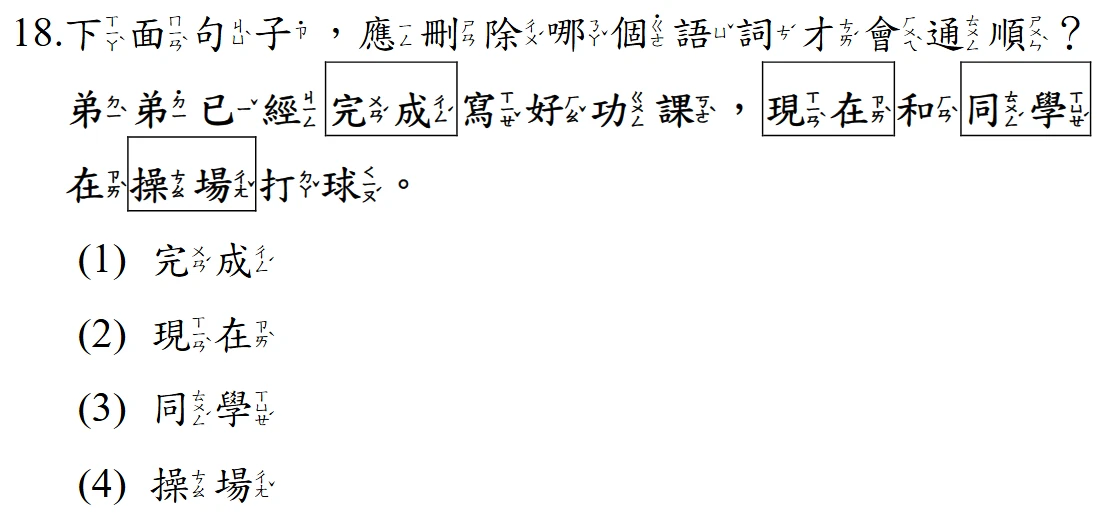 18.下面句子，應刪除哪個語詞才會通順？
弟弟已經完成寫好功課，現在和同學
在操場打球。
(1) 完成
(2) 現在
(3) 同學
(4) 操場